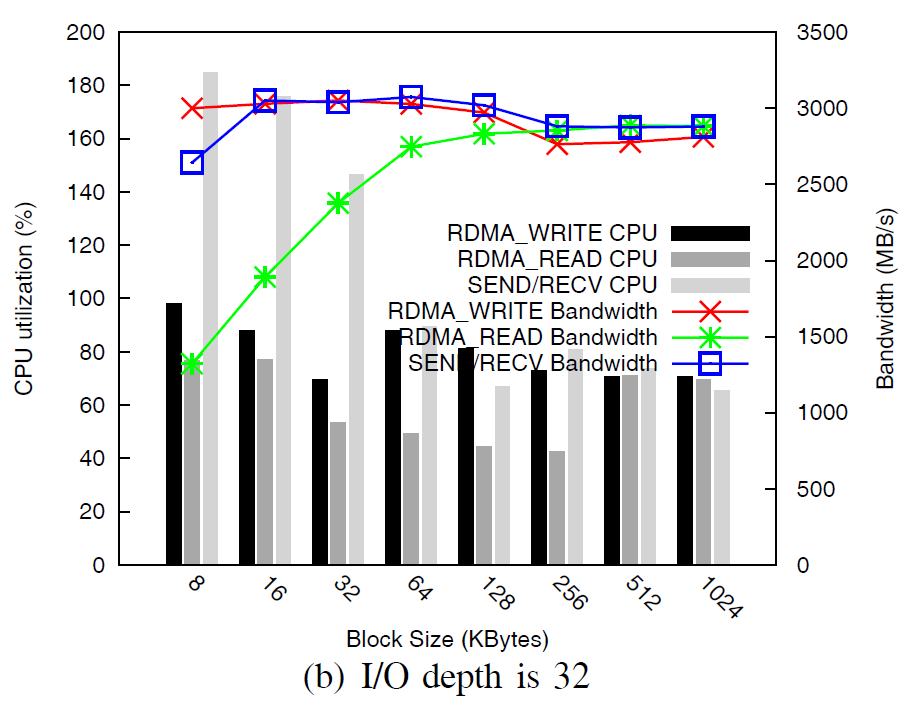 200
180
160
140
120
100
80
60
40
20
0
CPU utilization (%)
3500
3000
2500
2000
1500
1000
500
0
Bandwidth (MB/s)
RDMA_WRITE CPU
RDMA_READ CPU
SEND/RECV CPU
RDMA_WRITE Bandwidth
RDMA_READ Bandwidth
SEND/RECV Bandwidth
8 16 32 64 128 256 512 1024
Block Size (KBytes)
(b) I/O depth is 32